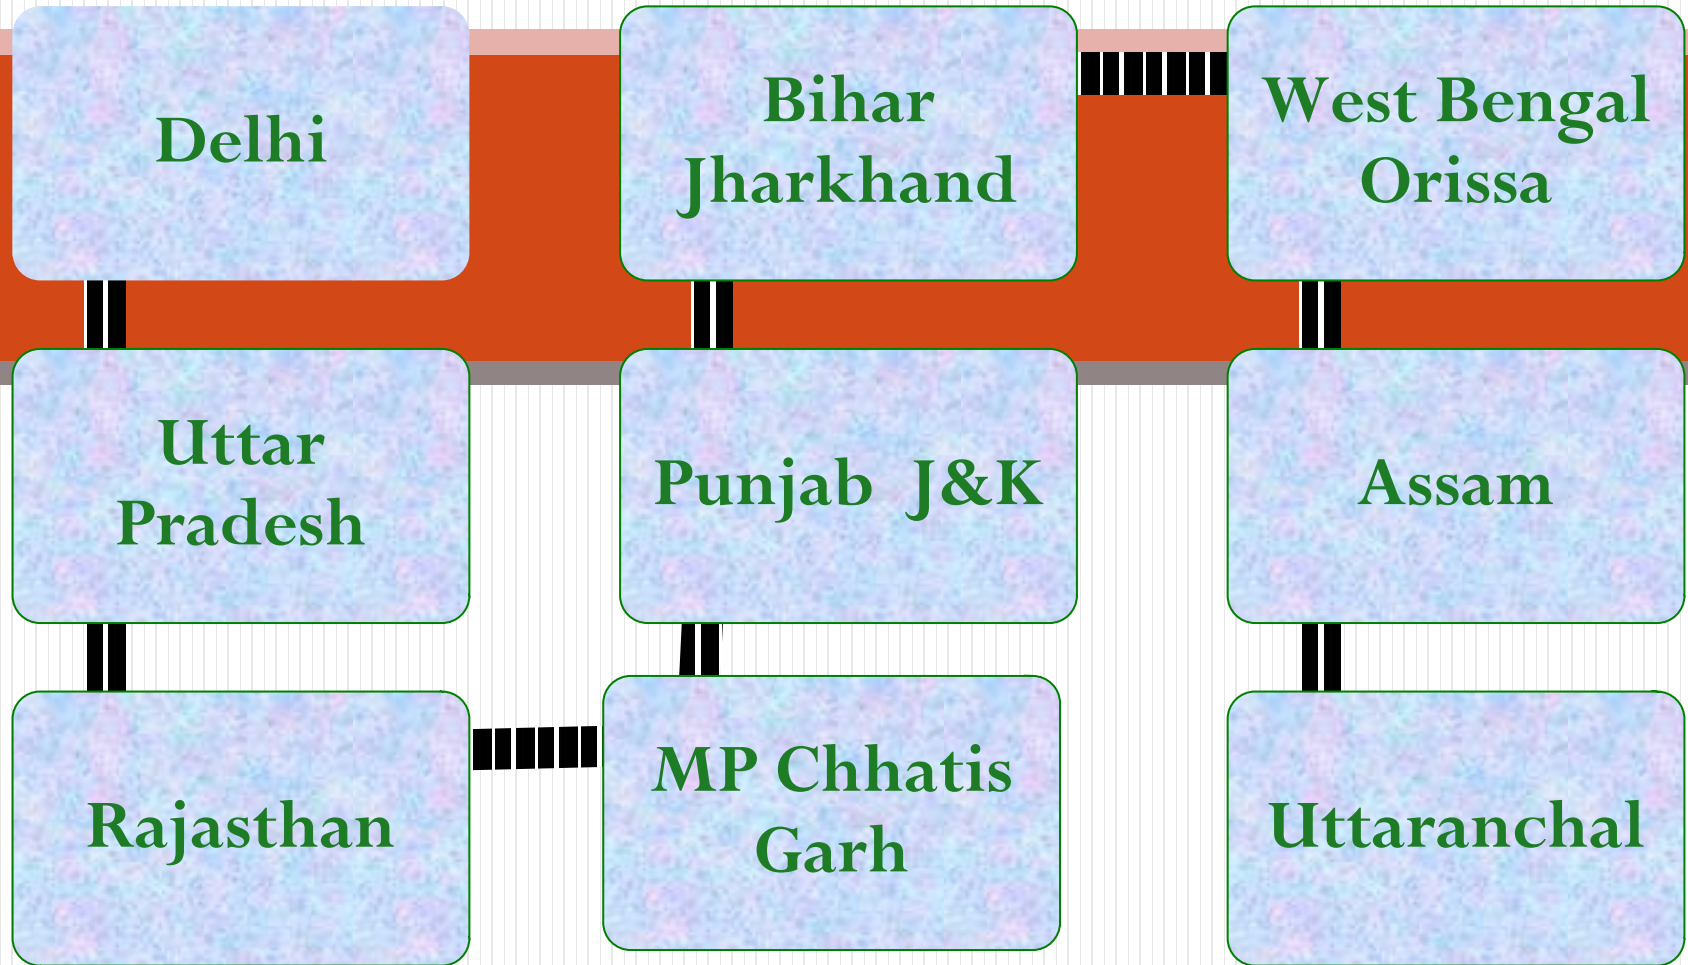 Delhi
Bihar
Jharkhand
West Bengal
Orissa
Uttar
Pradesh
Punjab  J&K
Assam
Rajasthan
MP Chhatis
Garh
Uttaranchal